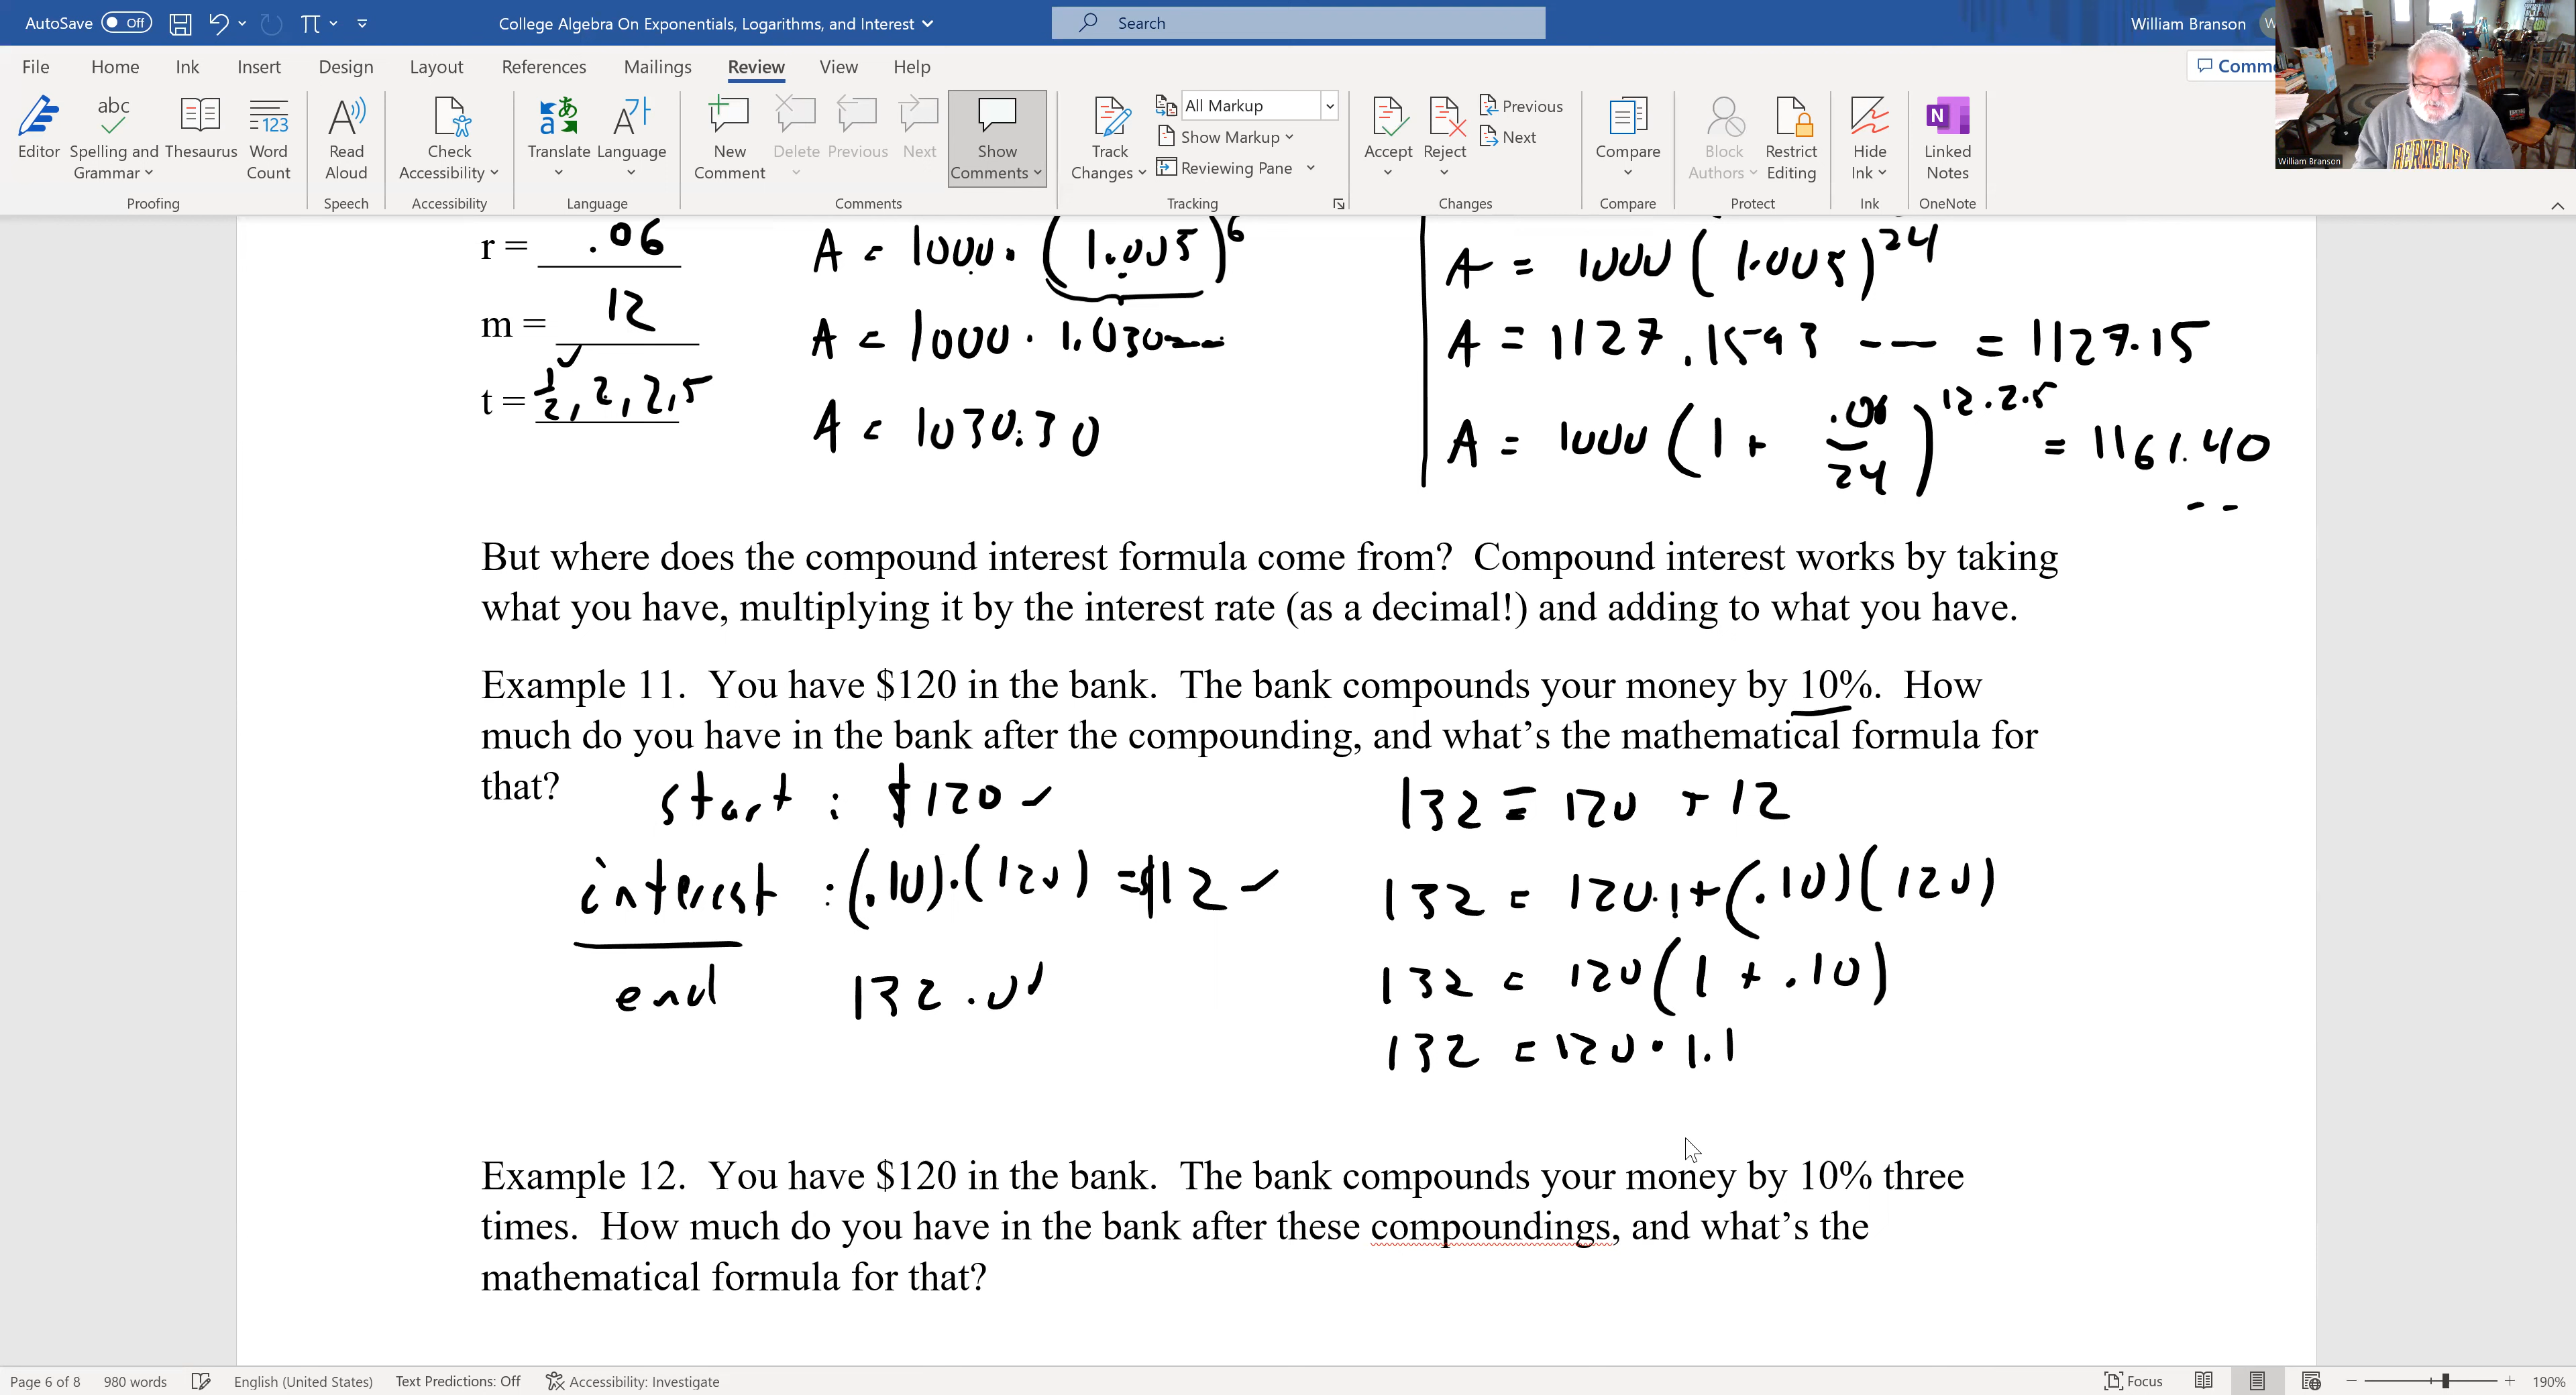 AutoSave Off College Algebra On Exponentials, Logarithms, and Interest Search William Branson
File Home Ink Insert Design Layout References Mailings Review View Help
Editor
Spelling and Grammar
Thesaurus
Word Count
Read Aloud
Check Accessibility
Translate
Language
New Comment
Delete
Previous
Next
Show Comments
Track Changes
All Markup
Show Markup
Reviewing Pane
Accept
Reject
Previous
Next
Compare
Block Authors
Restrict Editing
Hide Ink
Linked Notes
Proofing Speech Accessibility Language Comments Tracking Changes Compare Protect Ink OneNote
William Branson
BERKELEY
r = .06
m = 12
t = 1/2, 2, 2,5
A = 1000 · (1.005)^6
A = 1000 · 1.030
A = 1030.30
A = 1000 (1.005)^24
A = 1127.1593 -- = 1127.15
A = 1000 (1 + .06/24)^12·2.5 = 1161.40
But where does the compound interest formula come from? Compound interest works by taking
what you have, multiplying it by the interest rate (as a decimal!) and adding to what you have.
Example 11. You have $120 in the bank. The bank compounds your money by 10%. How
much do you have in the bank after the compounding, and what's the mathematical formula for
that?
start : $120 ✓
interest : (.10)·(120) = $12 ✓
end 132.00
132 = 120 + 12
132 = 120·1 + (.10)(120)
132 = 120(1 + .10)
132 = 120 · 1.1
Example 12. You have $120 in the bank. The bank compounds your money by 10% three
times. How much do you have in the bank after these compoundings, and what's the
mathematical formula for that?
Page 6 of 8 980 words English (United States) Text Predictions: Off Accessibility: Investigate Focus 190%